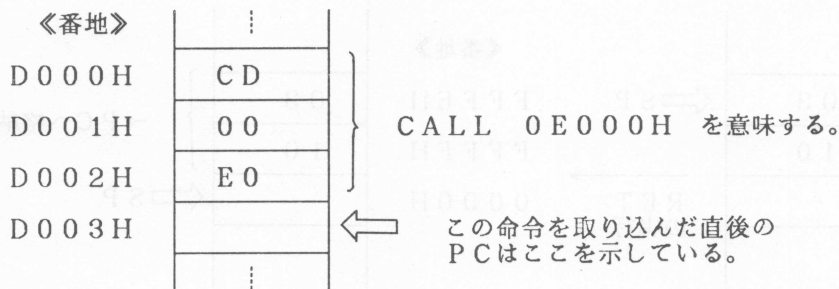 《番地》
D000H CD
D001H 00 CALL 0E000H を意味する。
D002H E0
D003H この命令を取り込んだ直後の
PCはここを示している。